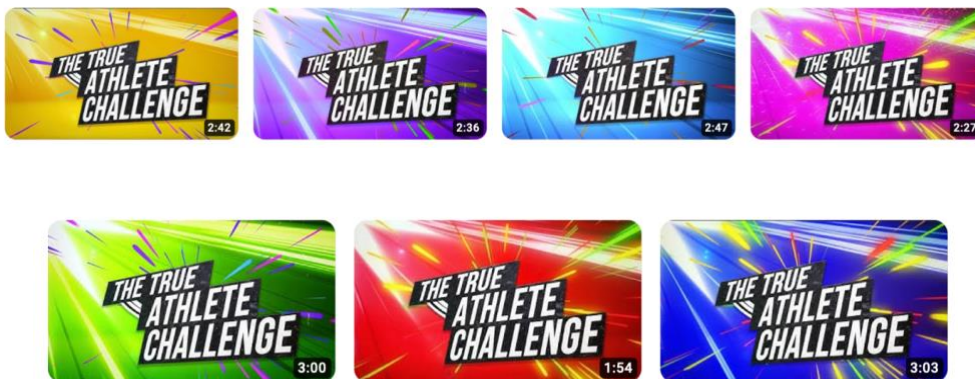 THE TRUE
ATHLETE
CHALLENGE
2:42
THE TRUE
ATHLETE
CHALLENGE
2:36
THE TRUE
ATHLETE
CHALLENGE
2:47
THE TRUE
ATHLETE
CHALLENGE
2:27
THE TRUE
ATHLETE
CHALLENGE
3:00
THE TRUE
ATHLETE
CHALLENGE
1:54
THE TRUE
ATHLETE
CHALLENGE
3:03